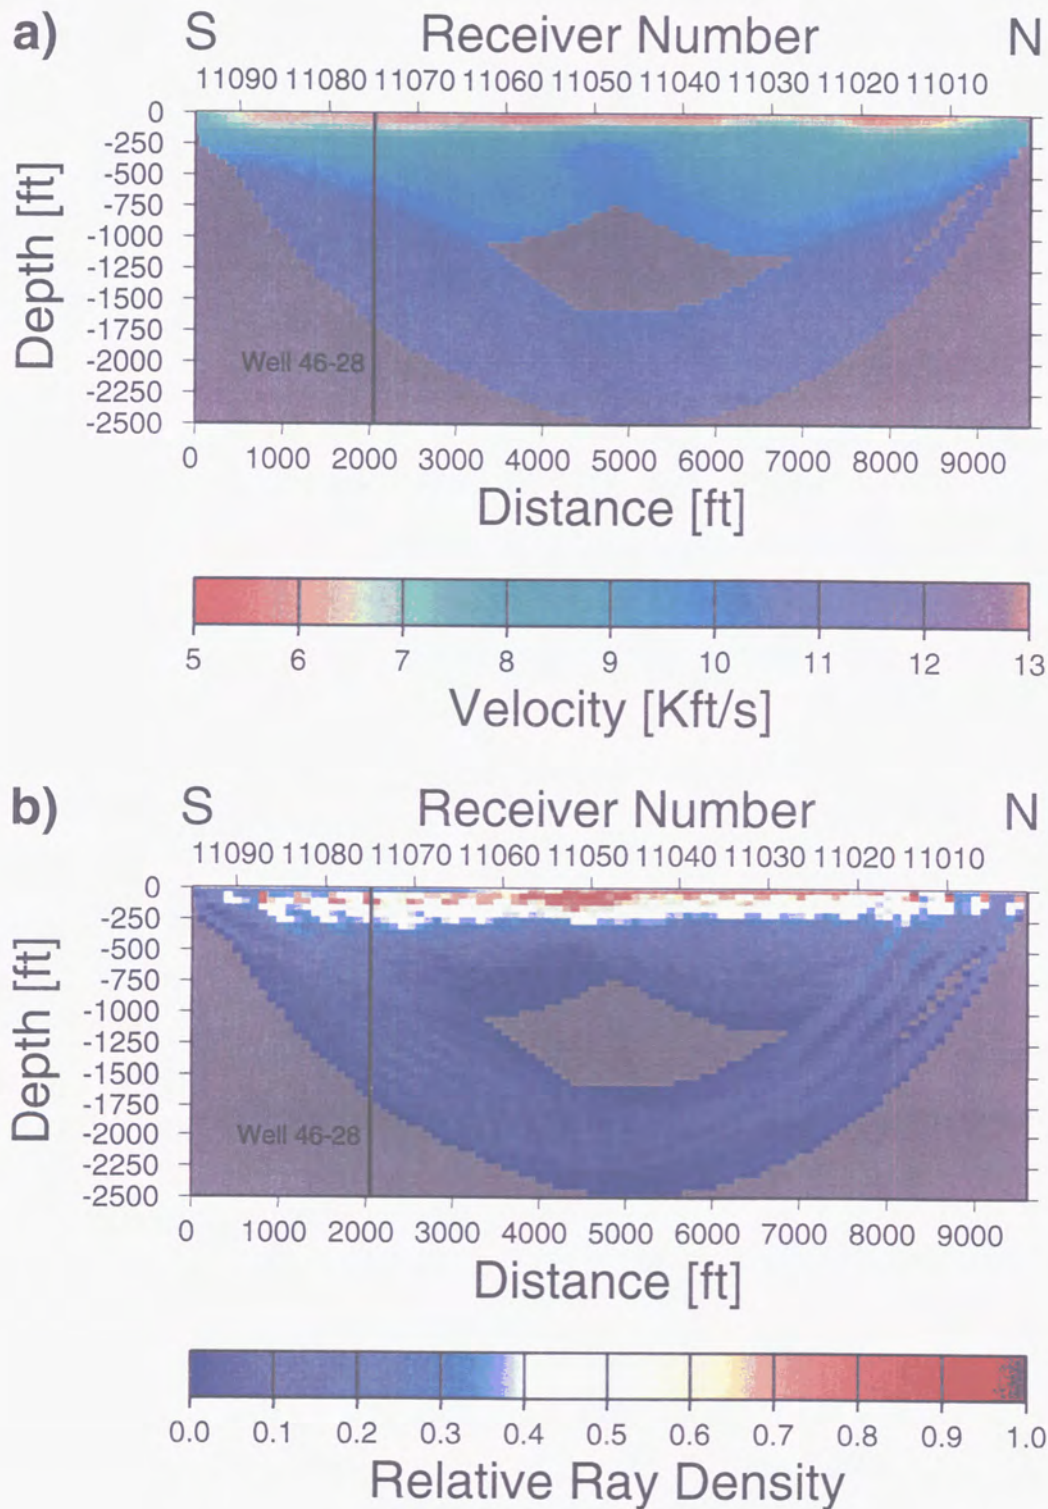 a) S Receiver Number N
11090 11080 11070 11060 11050 11040 11030 11020 11010
0
-250
-500
-750
-1000
-1250
-1500
-1750
-2000
-2250
-2500
Depth [ft]
Well 46-28
0 1000 2000 3000 4000 5000 6000 7000 8000 9000
Distance [ft]
5 6 7 8 9 10 11 12 13
Velocity [Kft/s]
b) S Receiver Number N
11090 11080 11070 11060 11050 11040 11030 11020 11010
0
-250
-500
-750
-1000
-1250
-1500
-1750
-2000
-2250
-2500
Depth [ft]
Well 46-28
0 1000 2000 3000 4000 5000 6000 7000 8000 9000
Distance [ft]
0.0 0.1 0.2 0.3 0.4 0.5 0.6 0.7 0.8 0.9 1.0
Relative Ray Density